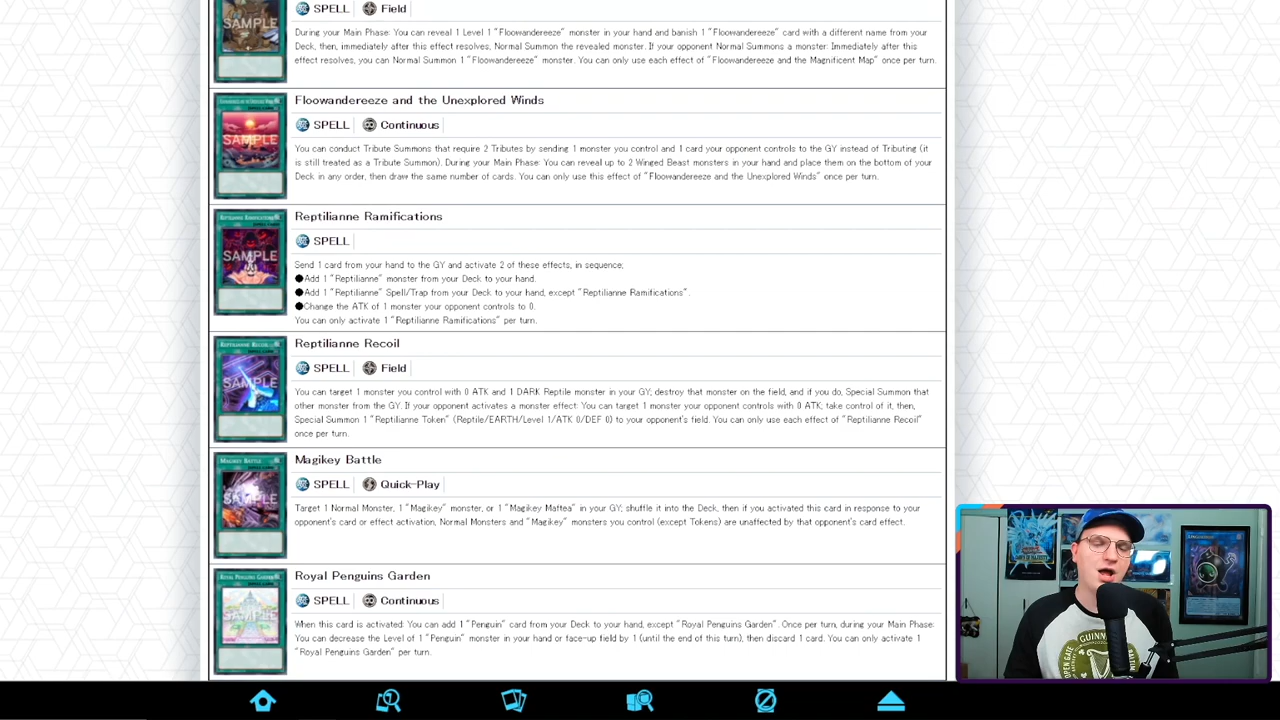 SPELL Field
During your Main Phase: You can reveal 1 Level 1 "Floowandereeze" monster in your hand and banish 1 "Floowandereeze" card with a different name from your
Deck, then, immediately after this effect resolves, Normal Summon the revealed monster. If your opponent Normal Summons a monster: Immediately after this
effect resolves, you can Normal Summon 1 "Floowandereeze" monster. You can only use each effect of "Floowandereeze and the Magnificent Map" once per turn.
SAMPLE
Floowandereeze and the Unexplored Winds
SPELL Continuous
You can conduct Tribute Summons that require 2 Tributes by sending 1 monster you control and 1 card your opponent controls to the GY instead of Tributing (it
is still treated as a Tribute Summon). During your Main Phase: You can reveal up to 2 Winged Beast monsters in your hand and place them on the bottom of your
Deck in any order, then draw the same number of cards. You can only use this effect of "Floowandereeze and the Unexplored Winds" once per turn.
SAMPLE
Reptilianne Ramifications
SPELL
Send 1 card from your hand to the GY and activate 2 of these effects, in sequence;
●Add 1 "Reptilianne" monster from your Deck to your hand.
●Add 1 "Reptilianne" Spell/Trap from your Deck to your hand, except "Reptilianne Ramifications".
●Change the ATK of 1 monster your opponent controls to 0.
You can only activate 1 "Reptilianne Ramifications" per turn.
REPTILIANNE RAMIFICATIONS
SAMPLE
Reptilianne Recoil
SPELL Field
You can target 1 monster you control with 0 ATK and 1 DARK Reptile monster in your GY; destroy that monster on the field, and if you do, Special Summon that
other monster from the GY. If your opponent activates a monster effect: You can target 1 monster your opponent controls with 0 ATK; take control of it, then,
Special Summon 1 "Reptilianne Token" (Reptile/EARTH/Level 1/ATK 0/DEF 0) to your opponent's field. You can only use each effect of "Reptilianne Recoil"
once per turn.
REPTILIANNE RECOIL
SAMPLE
Magikey Battle
SPELL Quick-Play
Target 1 Normal Monster, 1 "Magikey" monster, or 1 "Magikey Maftea" in your GY; shuffle it into the Deck, then if you activated this card in response to your
opponent's card or effect activation, Normal Monsters and "Magikey" monsters you control (except Tokens) are unaffected by that opponent's card effect.
MAGIKEY BATTLE
SAMPLE
Royal Penguins Garden
SPELL Continuous
When this card is activated: You can add 1 "Penguin" card from your Deck to your hand, except "Royal Penguins Garden". Once per turn, during your Main Phase:
You can decrease the Level of 1 "Penguin" monster in your hand or face-up field by 1 (until the end of this turn), then discard 1 card. You can only activate 1
"Royal Penguins Garden" per turn.
ROYAL PENGUINS GARDEN
SAMPLE
GUINN
OPEN GATE